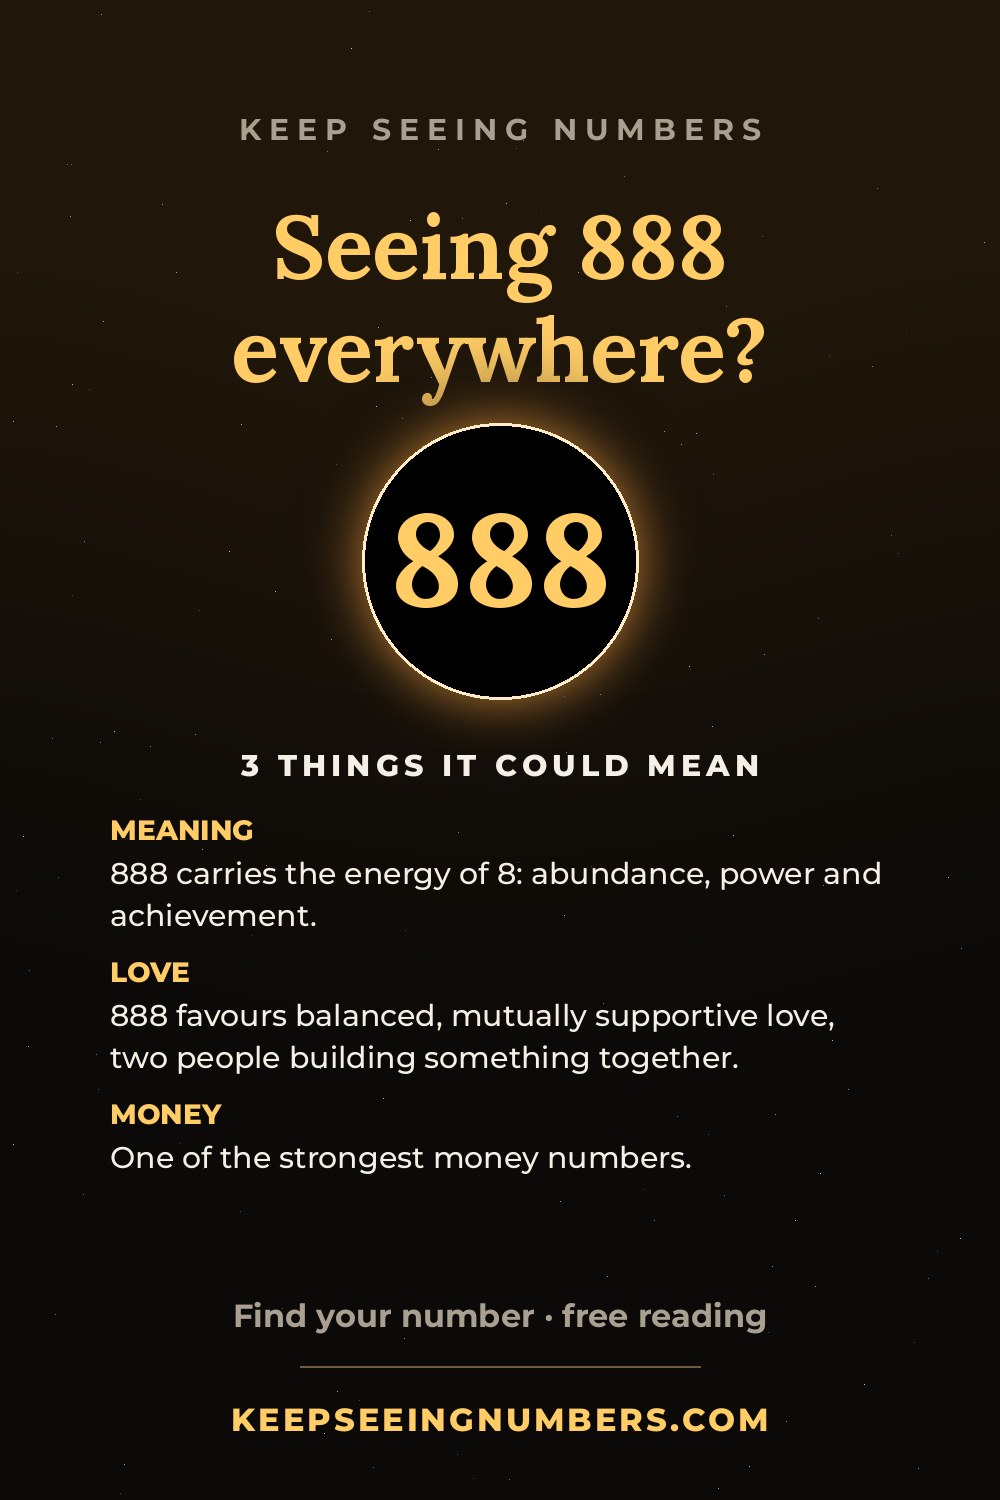 KEEP SEEING NUMBERS
Seeing 888
everywhere?
888
3 THINGS IT COULD MEAN
MEANING
888 carries the energy of 8: abundance, power and
achievement.
LOVE
888 favours balanced, mutually supportive love,
two people building something together.
MONEY
One of the strongest money numbers.
Find your number · free reading
KEEPSEEINGNUMBERS.COM